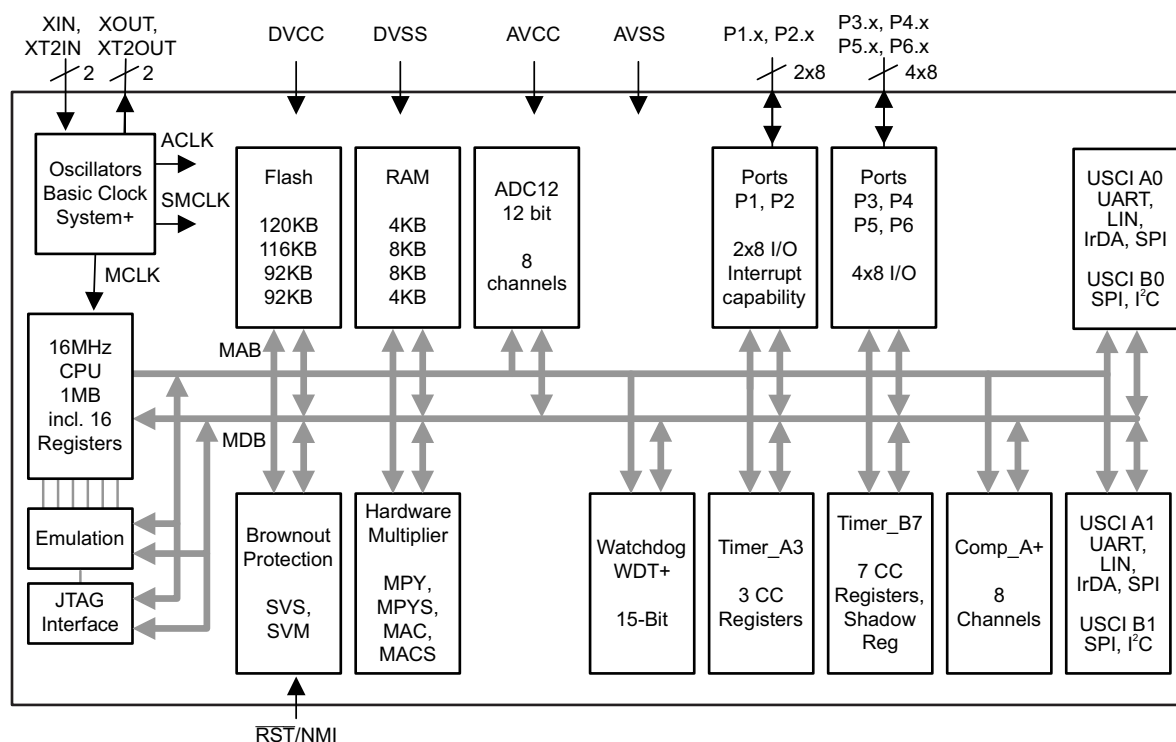 XIN,
XT2IN
2
XOUT,
XT2OUT
2
DVCC
DVSS
AVCC
AVSS
P1.x, P2.x
2x8
P3.x, P4.x
P5.x, P6.x
4x8
Oscillators
Basic Clock
System+
ACLK
SMCLK
MCLK
Flash
120KB
116KB
92KB
92KB
RAM
4KB
8KB
8KB
4KB
ADC12
12 bit
8
channels
Ports
P1, P2
2x8 I/O
Interrupt
capability
Ports
P3, P4
P5, P6
4x8 I/O
USCI A0
UART,
LIN,
IrDA, SPI
USCI B0
SPI, I²C
16MHz
CPU
1MB
incl. 16
Registers
MAB
MDB
Emulation
JTAG
Interface
Brownout
Protection
SVS,
SVM
Hardware
Multiplier
MPY,
MPYS,
MAC,
MACS
Watchdog
WDT+
15-Bit
Timer_A3
3 CC
Registers
Timer_B7
7 CC
Registers,
Shadow
Reg
Comp_A+
8
Channels
USCI A1
UART,
LIN,
IrDA, SPI
USCI B1
SPI, I²C
RST/NMI